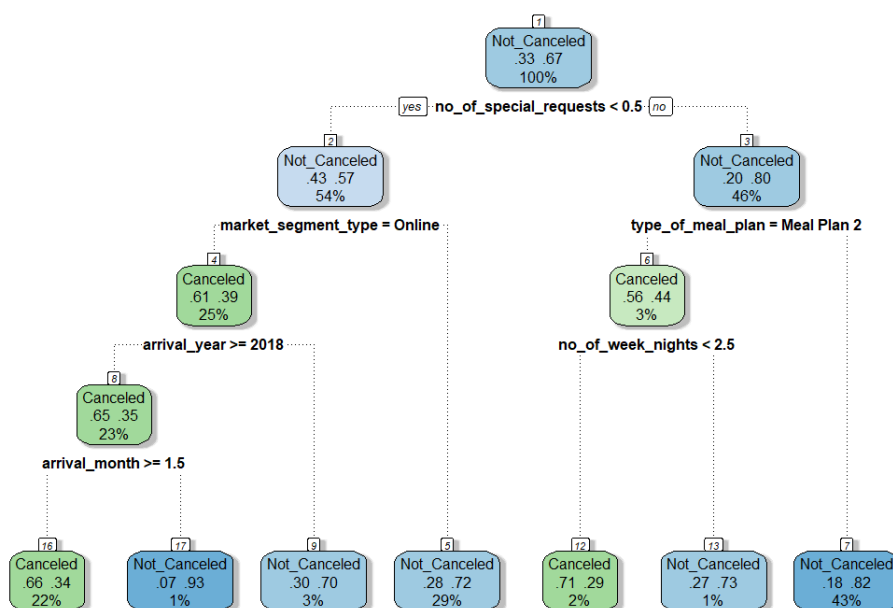 1
Not_Canceled
.33 .67
100%
yes no_of_special_requests < 0.5 no
2
Not_Canceled
.43 .57
54%
3
Not_Canceled
.20 .80
46%
market_segment_type = Online
type_of_meal_plan = Meal Plan 2
4
Canceled
.61 .39
25%
6
Canceled
.56 .44
3%
arrival_year >= 2018
no_of_week_nights < 2.5
8
Canceled
.65 .35
23%
arrival_month >= 1.5
16
Canceled
.66 .34
22%
17
Not_Canceled
.07 .93
1%
9
Not_Canceled
.30 .70
3%
5
Not_Canceled
.28 .72
29%
12
Canceled
.71 .29
2%
13
Not_Canceled
.27 .73
1%
7
Not_Canceled
.18 .82
43%